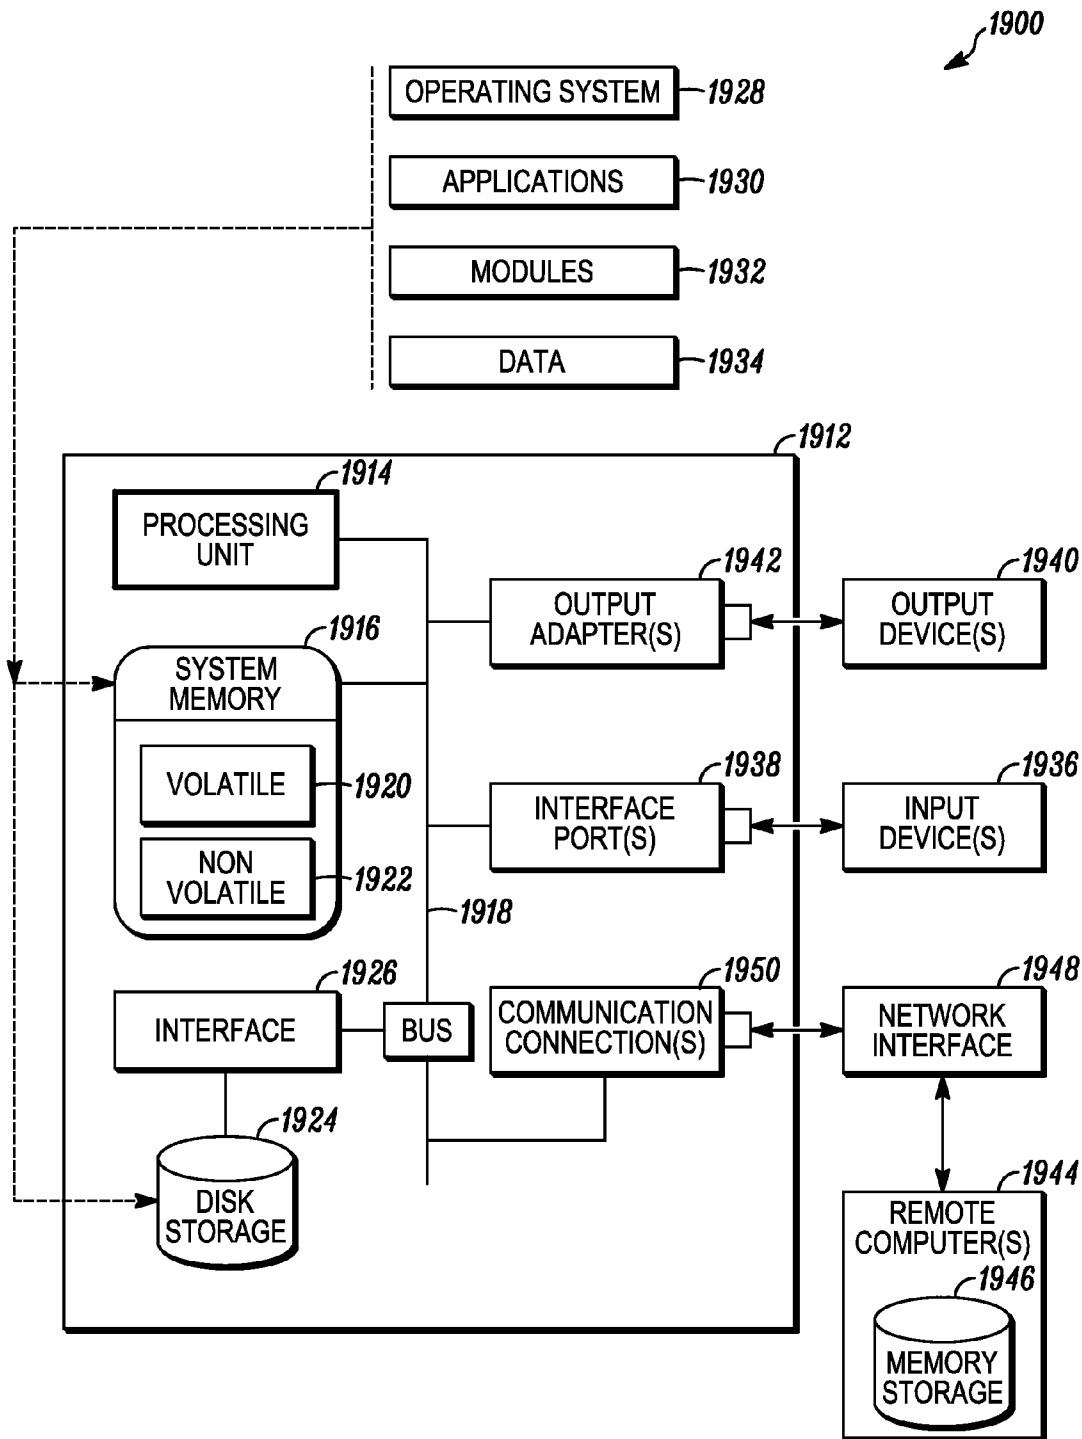 1900
OPERATING SYSTEM
1928
APPLICATIONS
1930
MODULES
1932
DATA
1934
1912
1914
PROCESSING
UNIT
1942
OUTPUT
ADAPTER(S)
1940
OUTPUT
DEVICE(S)
1916
SYSTEM
MEMORY
VOLATILE
1920
NON
VOLATILE
1922
1938
INTERFACE
PORT(S)
1936
INPUT
DEVICE(S)
1918
1926
INTERFACE
BUS
1950
COMMUNICATION
CONNECTION(S)
1948
NETWORK
INTERFACE
1924
DISK
STORAGE
1944
REMOTE
COMPUTER(S)
1946
MEMORY
STORAGE